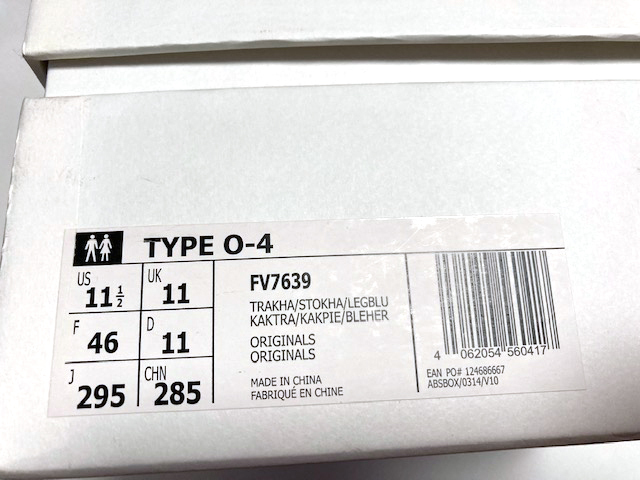 TYPE O-4
US
11 1/2
UK
11
F
46
D
11
J
295
CHN
285
FV7639
TRAKHA/STOKHA/LEGBLU
KAKTRA/KAKPIE/BLEHER
ORIGINALS
ORIGINALS
MADE IN CHINA
FABRIQUÉ EN CHINE
4 062054 560417
EAN PO# 124686667
ABSBOX/0314/V10